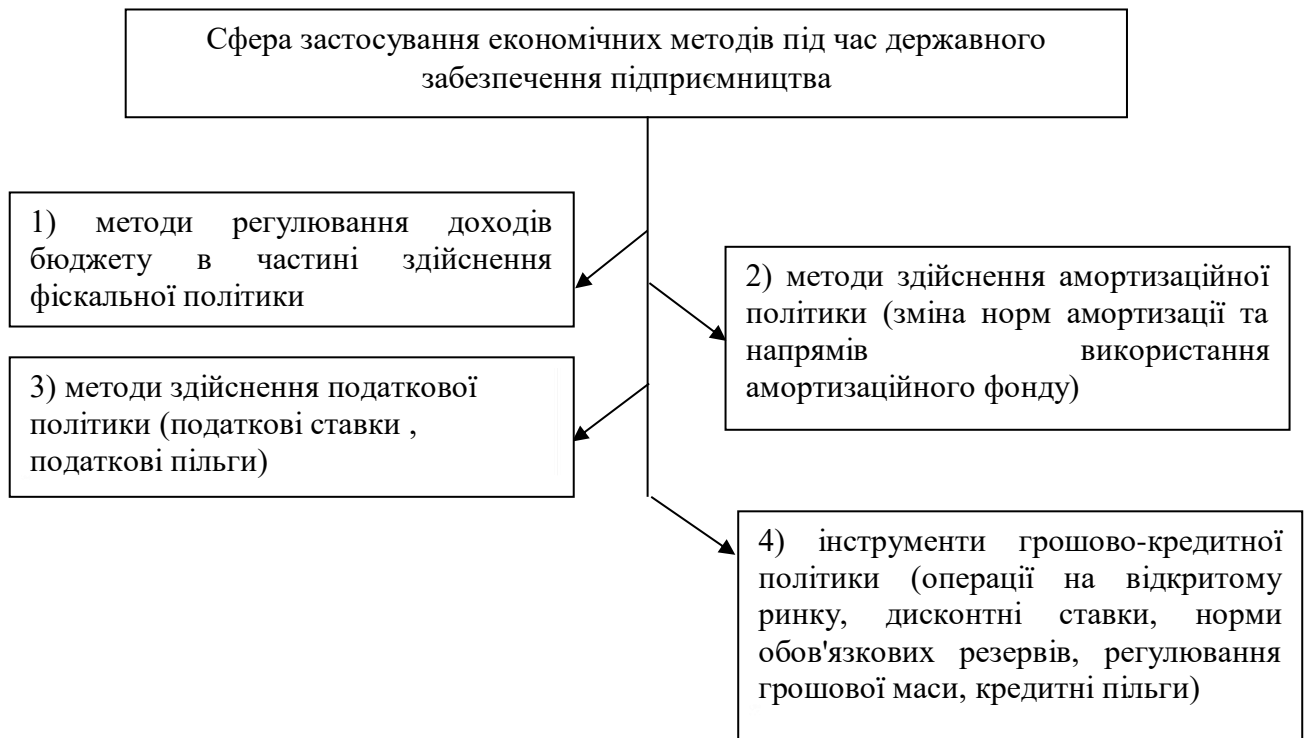 Сфера застосування економічних методів під час державного
забезпечення підприємництва
1) методи регулювання доходів
бюджету в частині здійснення
фіскальної політики
2) методи здійснення амортизаційної
політики (зміна норм амортизації та
напрямів використання
амортизаційного фонду)
3) методи здійснення податкової
політики (податкові ставки ,
податкові пільги)
4) інструменти грошово-кредитної
політики (операції на відкритому
ринку, дисконтні ставки, норми
обов'язкових резервів, регулювання
грошової маси, кредитні пільги)